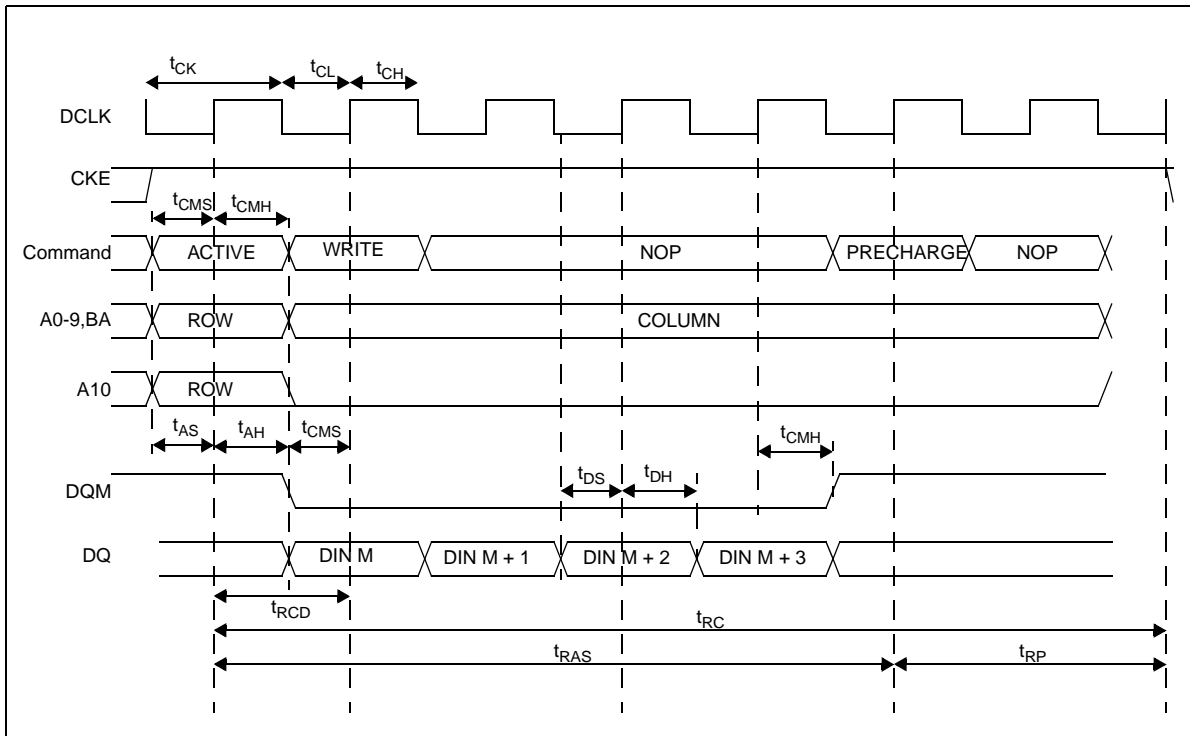 tCK tCL tCH
DCLK
CKE
tCMS tCMH
Command ACTIVE WRITE NOP PRECHARGE NOP
A0-9,BA ROW COLUMN
A10 ROW
tAS tAH tCMS tCMH
DQM tDS tDH
DQ DIN M DIN M + 1 DIN M + 2 DIN M + 3
tRCD tRC
tRAS tRP